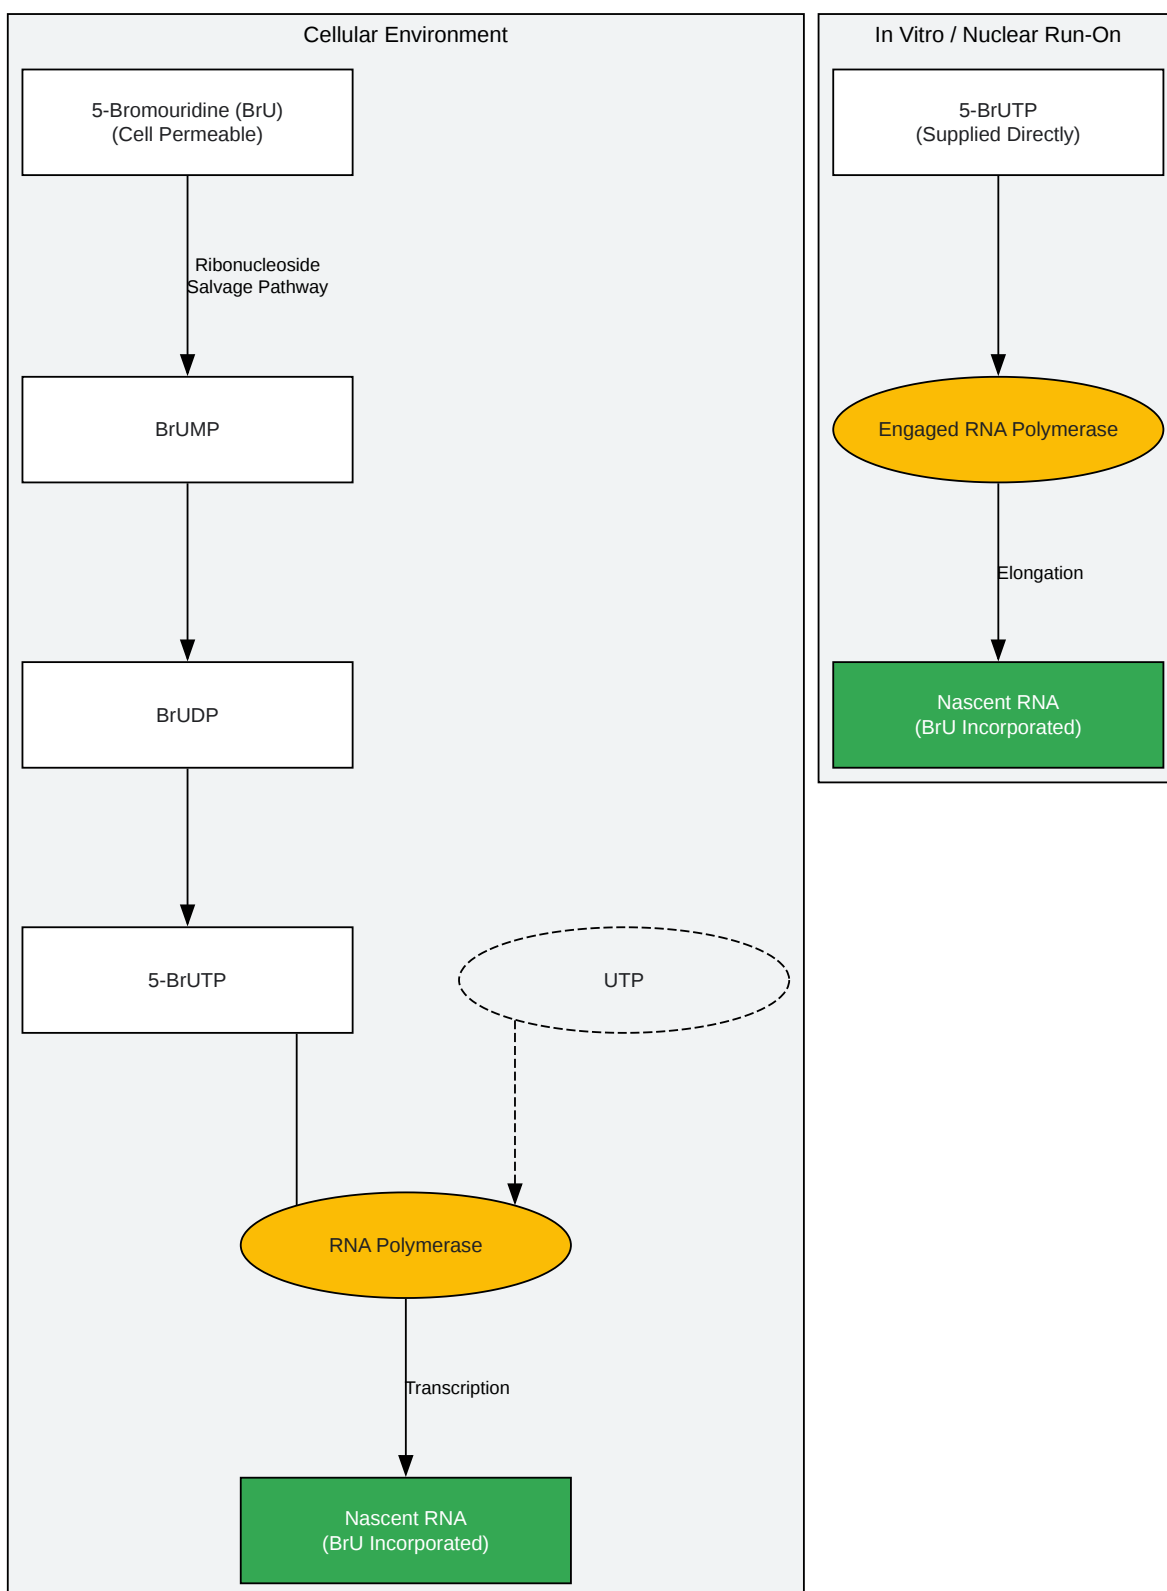 Cellular Environment
5-Bromouridine (BrU)
(Cell Permeable)
Ribonucleoside
Salvage Pathway
BrUMP
BrUDP
5-BrUTP
UTP
RNA Polymerase
Transcription
Nascent RNA
(BrU Incorporated)
In Vitro / Nuclear Run-On
5-BrUTP
(Supplied Directly)
Engaged RNA Polymerase
Elongation
Nascent RNA
(BrU Incorporated)